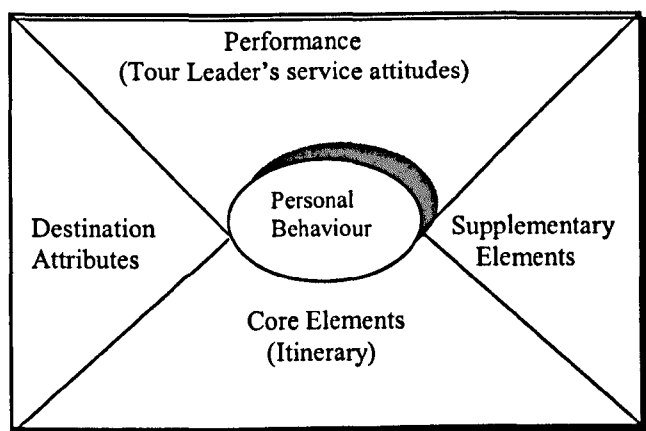 Performance
(Tour Leader's service attitudes)
Personal
Behaviour
Destination
Attributes
Supplementary
Elements
Core Elements
(Itinerary)